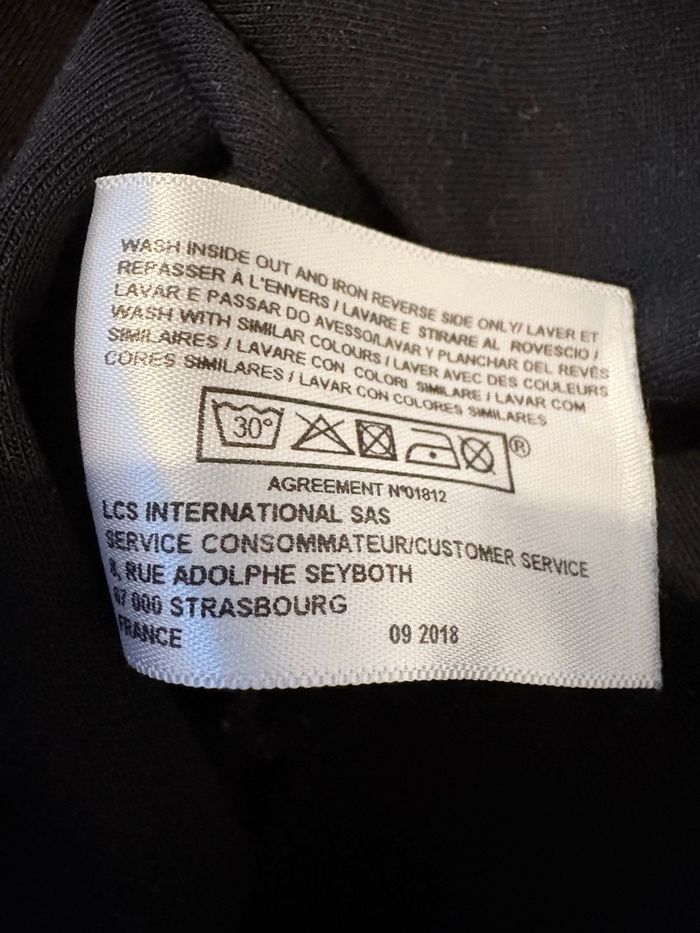 WASH INSIDE OUT AND IRON REVERSE SIDE ONLY/ LAVER ET
REPASSER À L'ENVERS / LAVARE E STIRARE AL ROVESCIO /
LAVAR E PASSAR DO AVESSO/LAVAR Y PLANCHAR DEL REVÉS
WASH WITH SIMILAR COLOURS / LAVER AVEC DES COULEURS
SIMILAIRES / LAVARE CON COLORI SIMILARE / LAVAR COM
CORES SIMILARES / LAVAR CON COLORES SIMILARES
30° ®
AGREEMENT N°01812
LCS INTERNATIONAL SAS
SERVICE CONSOMMATEUR/CUSTOMER SERVICE
8, RUE ADOLPHE SEYBOTH
67 000 STRASBOURG
FRANCE 09 2018